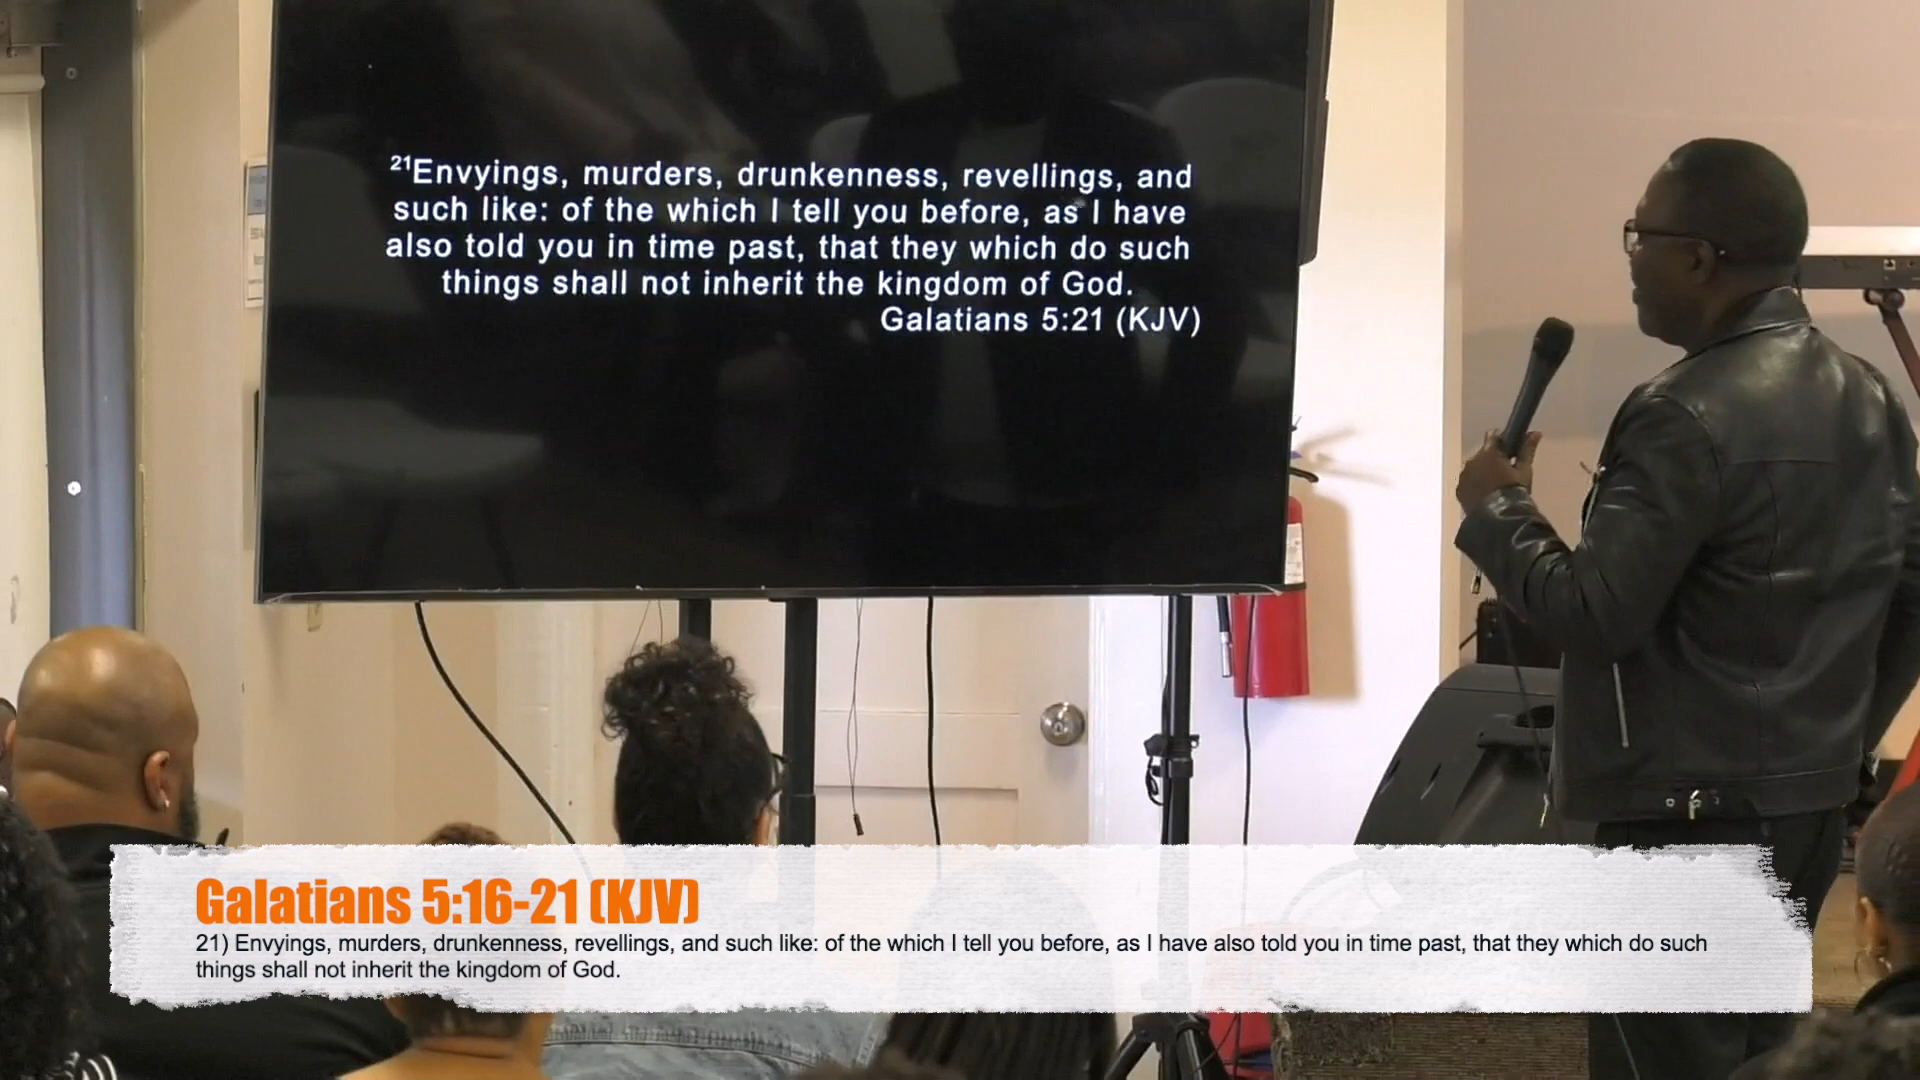 ²¹Envyings, murders, drunkenness, revellings, and
such like: of the which I tell you before, as I have
also told you in time past, that they which do such
things shall not inherit the kingdom of God.
Galatians 5:21 (KJV)
Galatians 5:16-21 (KJV)
21) Envyings, murders, drunkenness, revellings, and such like: of the which I tell you before, as I have also told you in time past, that they which do such
things shall not inherit the kingdom of God.